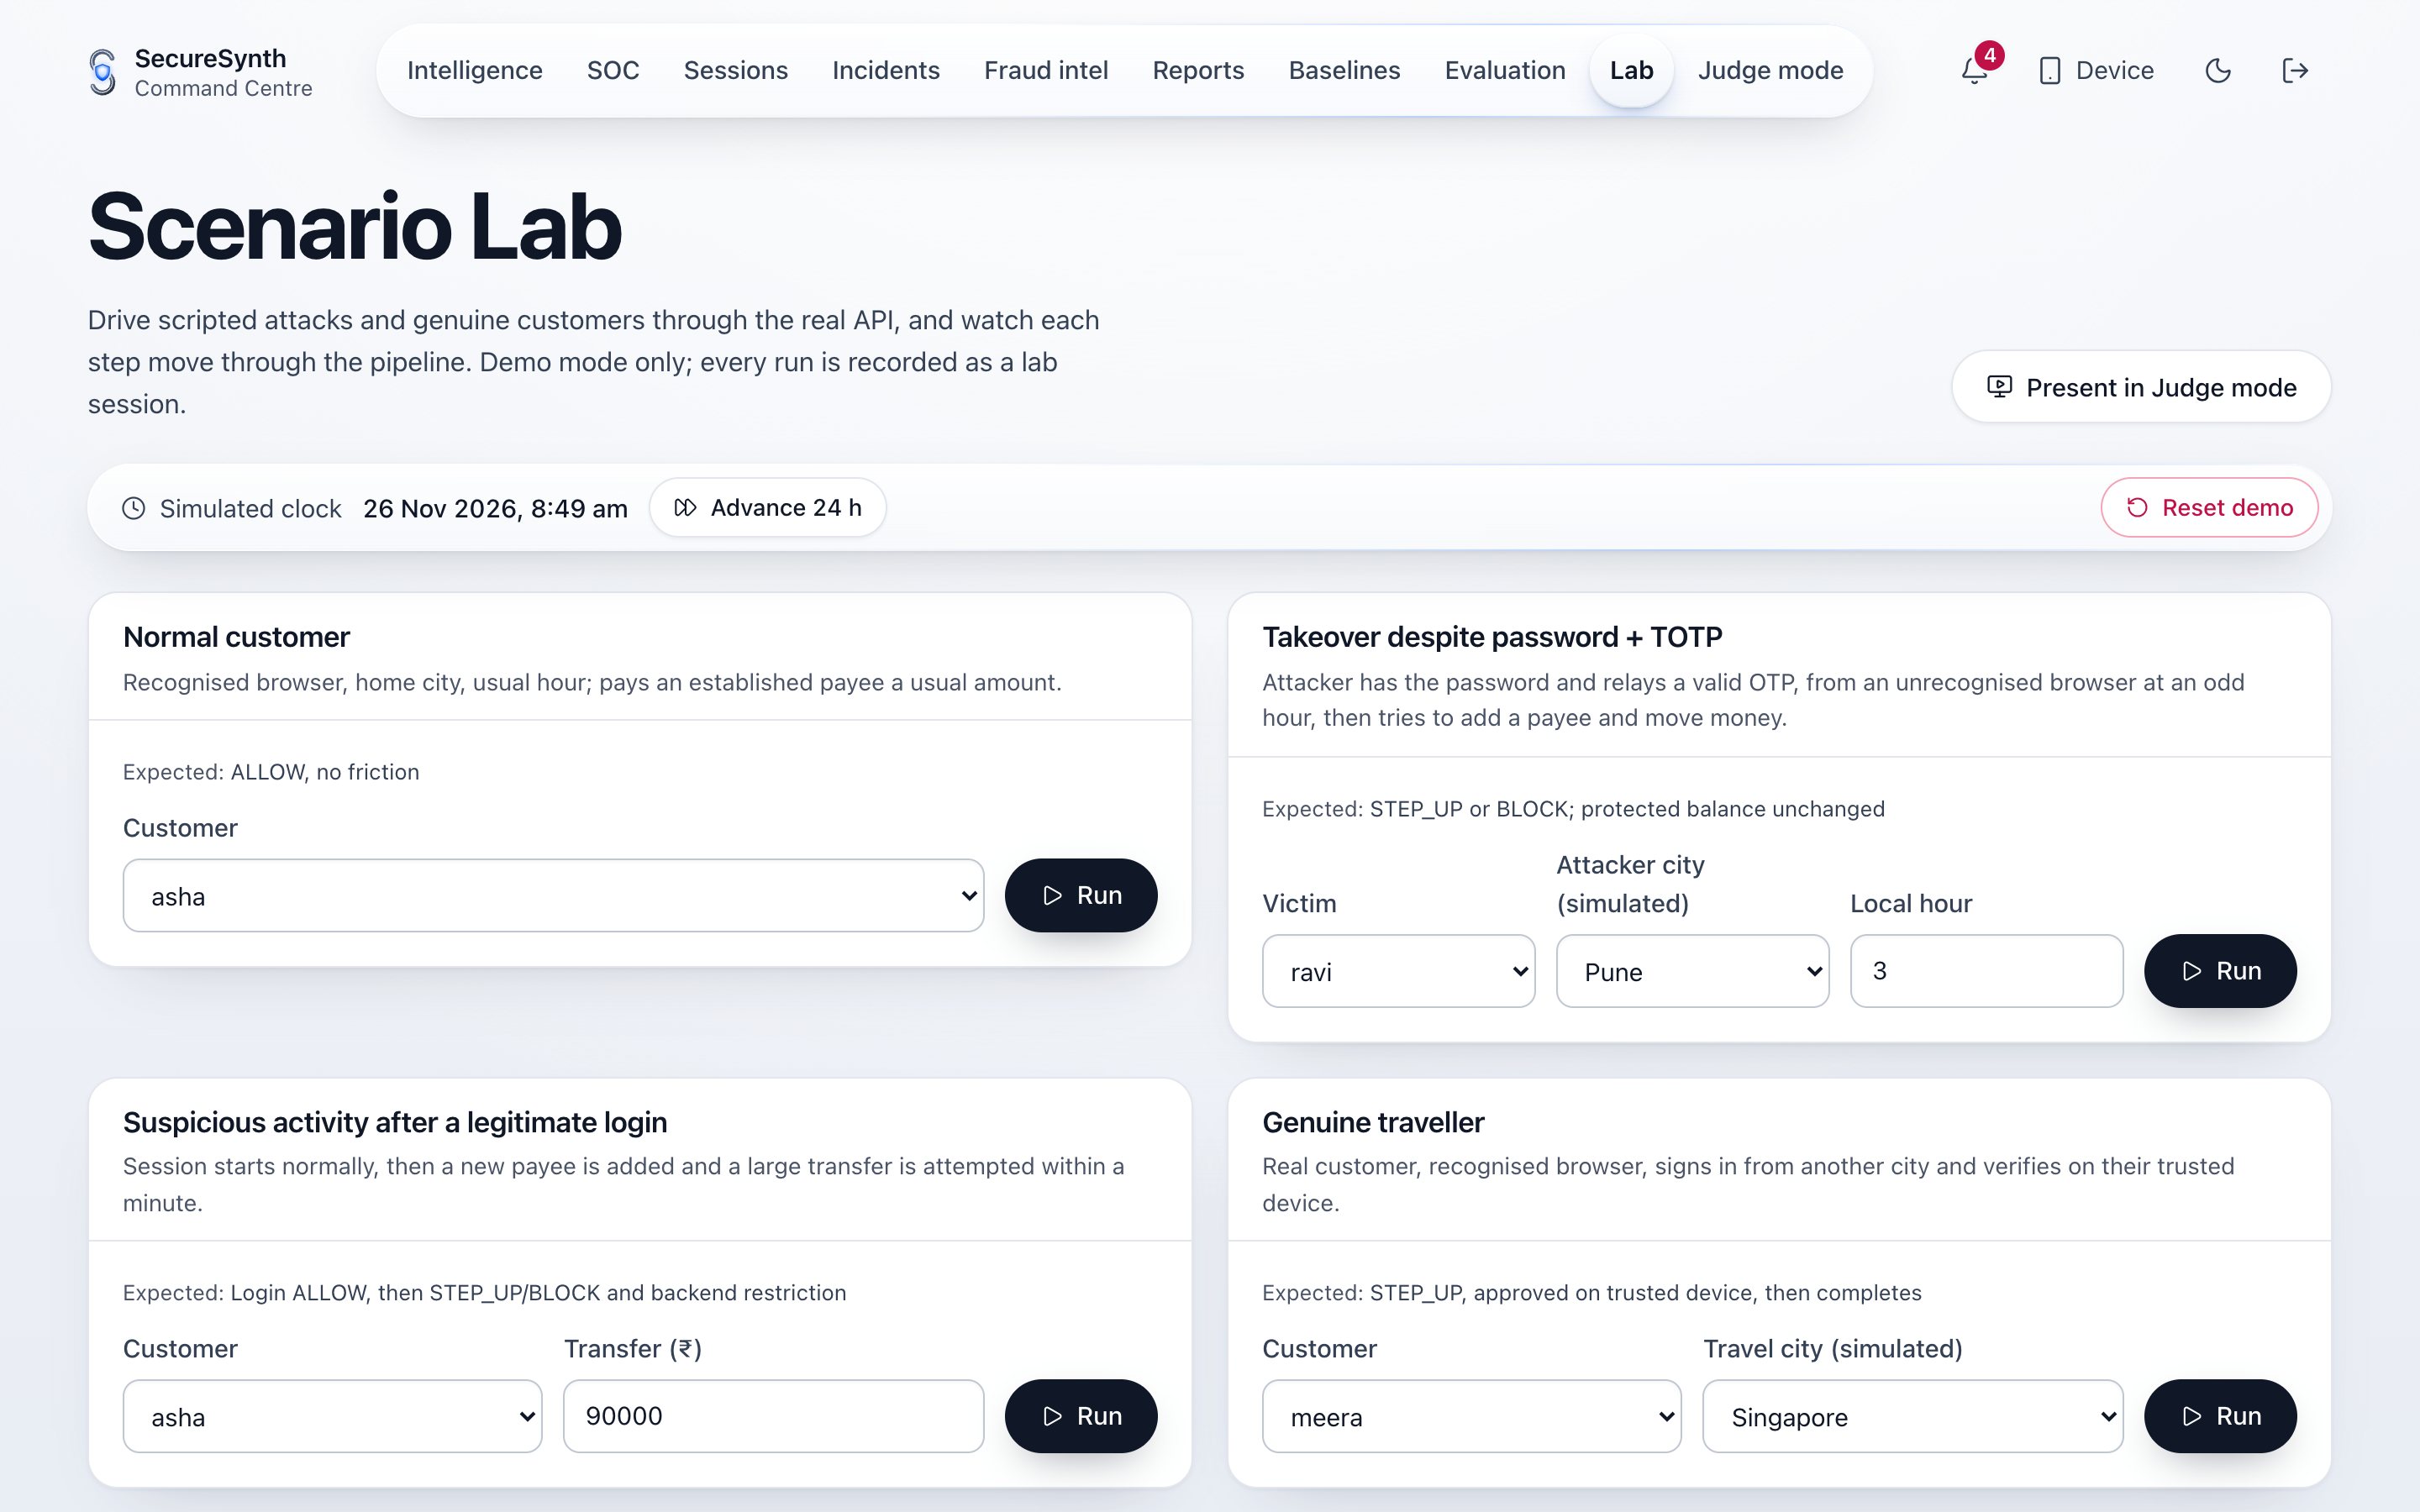 SecureSynth
Command Centre
Intelligence
SOC
Sessions
Incidents
Fraud intel
Reports
Baselines
Evaluation
Lab
Judge mode
4
Device
Scenario Lab
Drive scripted attacks and genuine customers through the real API, and watch each
step move through the pipeline. Demo mode only; every run is recorded as a lab
session.
Present in Judge mode
Simulated clock 26 Nov 2026, 8:49 am
Advance 24 h
Reset demo
Normal customer
Recognised browser, home city, usual hour; pays an established payee a usual amount.
Expected: ALLOW, no friction
Customer
asha
Run
Takeover despite password + TOTP
Attacker has the password and relays a valid OTP, from an unrecognised browser at an odd
hour, then tries to add a payee and move money.
Expected: STEP_UP or BLOCK; protected balance unchanged
Victim
Attacker city
(simulated)
Local hour
ravi
Pune
3
Run
Suspicious activity after a legitimate login
Session starts normally, then a new payee is added and a large transfer is attempted within a
minute.
Expected: Login ALLOW, then STEP_UP/BLOCK and backend restriction
Customer
Transfer (₹)
asha
90000
Run
Genuine traveller
Real customer, recognised browser, signs in from another city and verifies on their trusted
device.
Expected: STEP_UP, approved on trusted device, then completes
Customer
Travel city (simulated)
meera
Singapore
Run